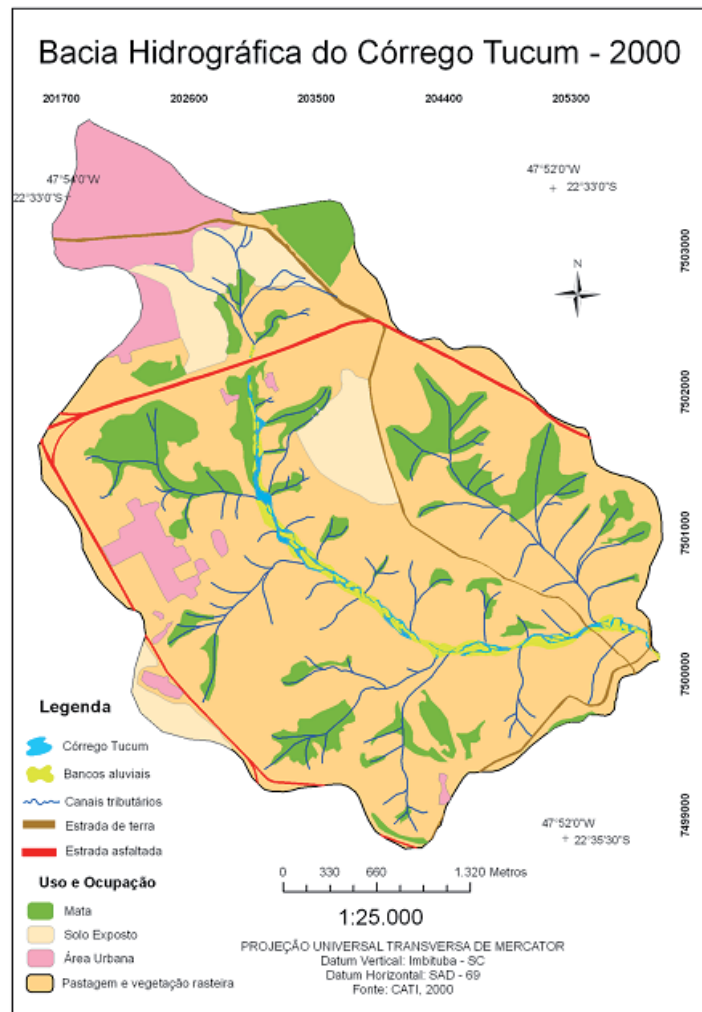 Bacia Hidrográfica do Córrego Tucum - 2000
201700 202600 203500 204400 205300
47°54'0"W
22°33'0"S
47°52'0"W
22°33'0"S
N
7503000
7502000
7501000
7500000
7499000
Legenda
Córrego Tucum
Bancos aluviais
Canais tributários
Estrada de terra
Estrada asfaltada
Uso e Ocupação
Mata
Solo Exposto
Área Urbana
Pastagem e vegetação rasteira
47°52'0"W
22°35'30"S
0 330 660 1.320 Metros
1:25.000
PROJEÇÃO UNIVERSAL TRANSVERSA DE MERCATOR
Datum Vertical: Imbituba - SC
Datum Horizontal: SAD - 69
Fonte: CATI, 2000